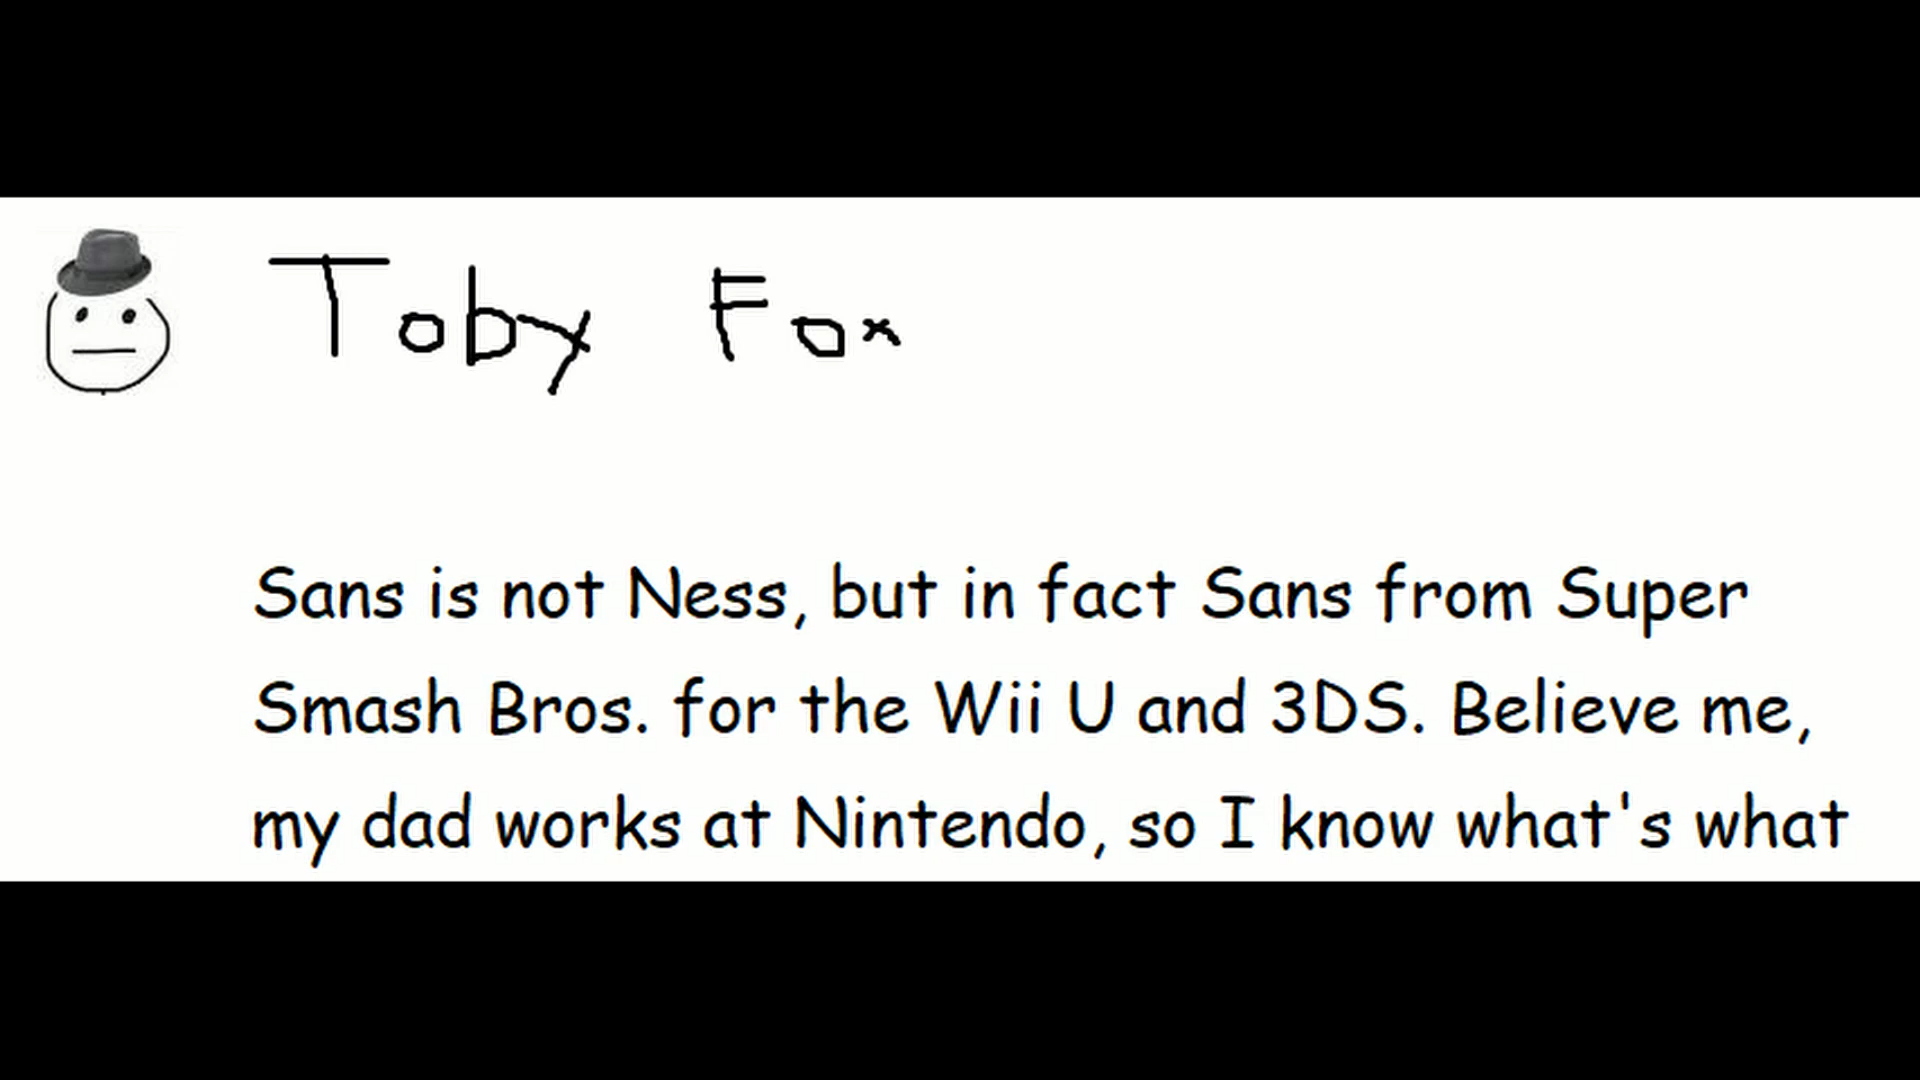 Toby Fox
Sans is not Ness, but in fact Sans from Super
Smash Bros. for the Wii U and 3DS. Believe me,
my dad works at Nintendo, so I know what's what